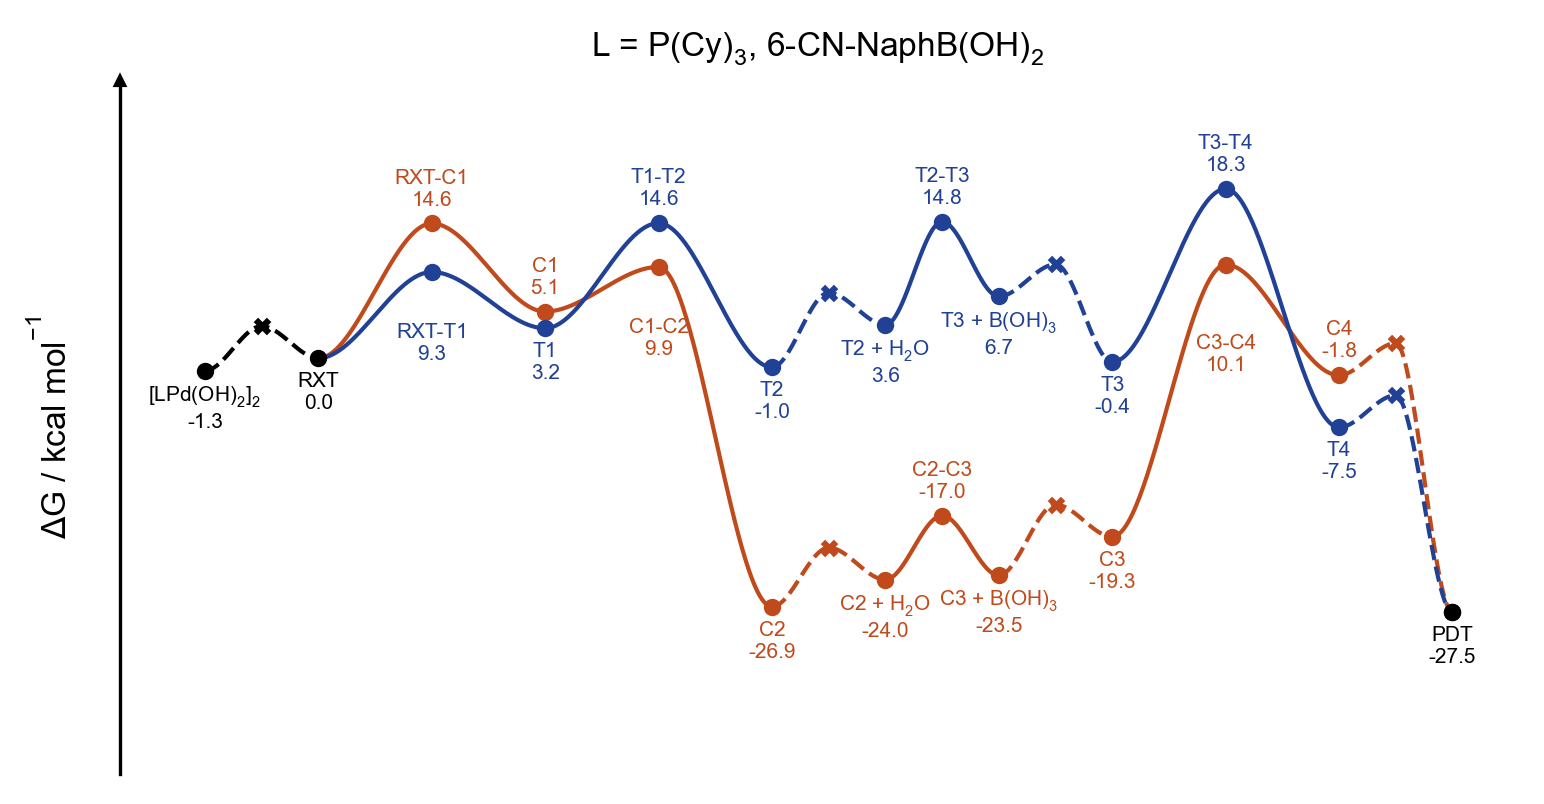 L = P(Cy)₃, 6-CN-NaphB(OH)₂
ΔG / kcal mol⁻¹
[LPd(OH)₂]₂
-1.3
RXT
0.0
RXT-C1
14.6
RXT-T1
9.3
C1
5.1
T1
3.2
T1-T2
14.6
C1-C2
9.9
T2
-1.0
C2
-26.9
T2 + H₂O
3.6
C2 + H₂O
-24.0
T2-T3
14.8
C2-C3
-17.0
T3 + B(OH)₃
6.7
C3 + B(OH)₃
-23.5
T3
-0.4
C3
-19.3
T3-T4
18.3
C3-C4
10.1
C4
-1.8
T4
-7.5
PDT
-27.5